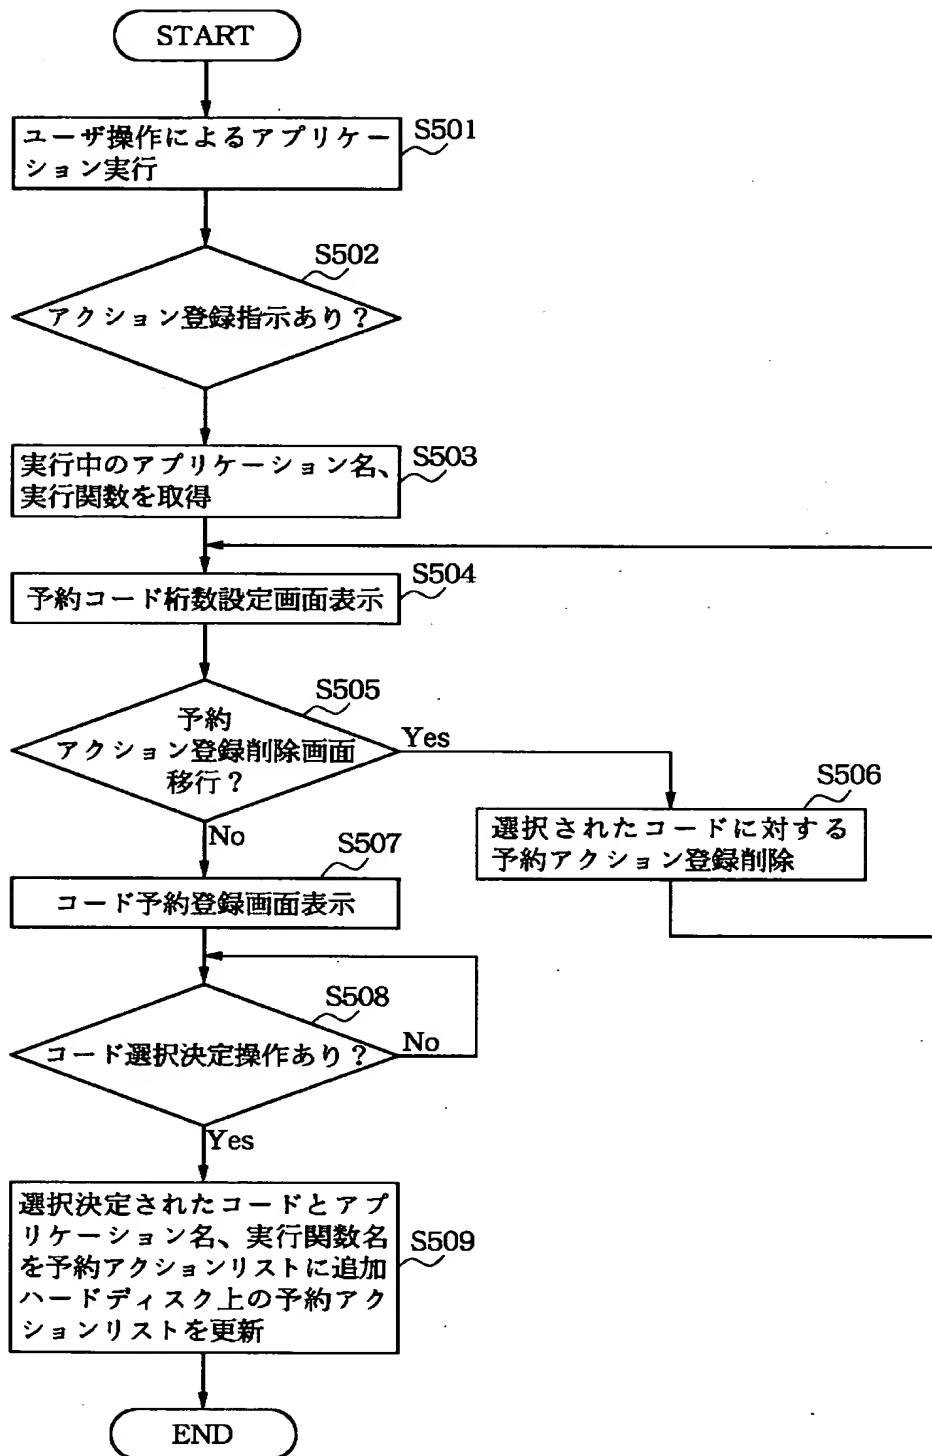 START
ユーザ操作によるアプリケー
ション実行
S501
S502
アクション登録指示あり？
実行中のアプリケーション名、
実行関数を取得
S503
予約コード桁数設定画面表示
S504
S505
予約
アクション登録削除画面
移行？
Yes
No
S506
選択されたコードに対する
予約アクション登録削除
S507
コード予約登録画面表示
S508
コード選択決定操作あり？
No
Yes
選択決定されたコードとアプ
リケーション名、実行関数名
を予約アクションリストに追加
ハードディスク上の予約アク
ションリストを更新
S509
END